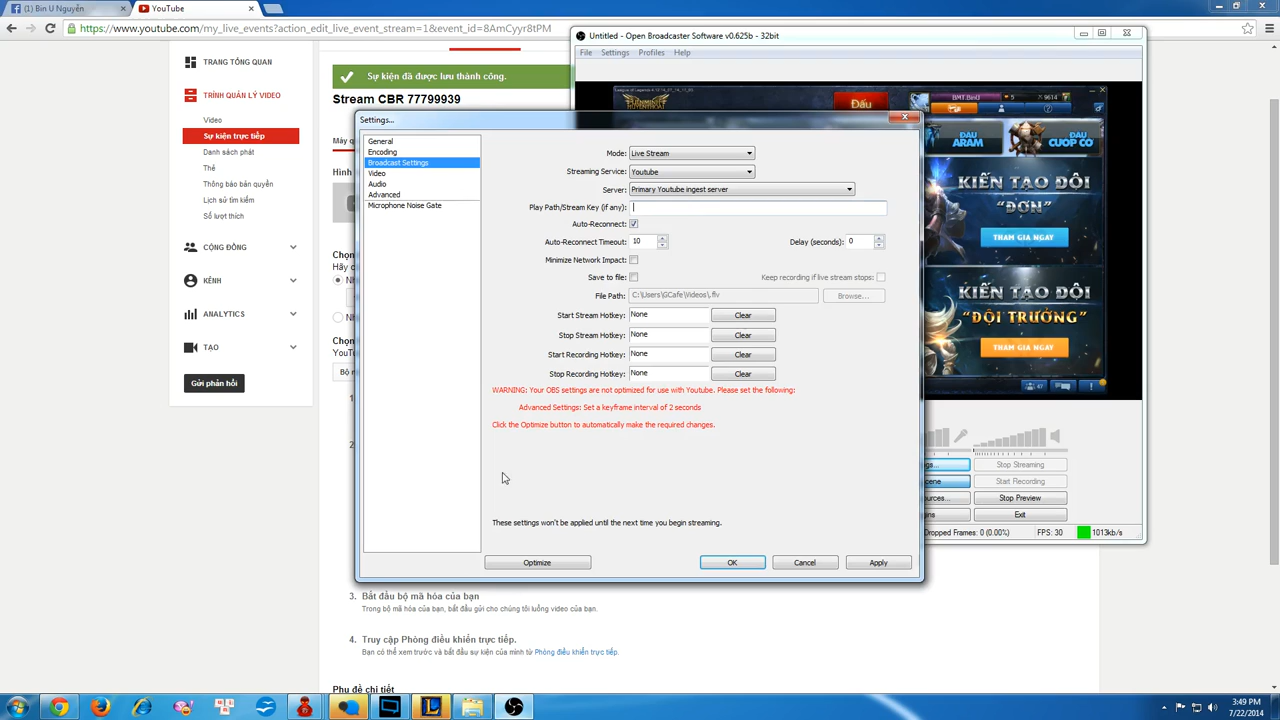 (1) Bin U Nguyễn
YouTube
https://www.youtube.com/my_live_events?action_edit_live_event_stream=1&event_id=8AmCyyr8tPM
TRANG TỔNG QUAN
TRÌNH QUẢN LÝ VIDEO
Video
Sự kiện trực tiếp
Danh sách phát
Thẻ
Thông báo bản quyền
Lịch sử tìm kiếm
Số lượt thích
CỘNG ĐỒNG
KÊNH
ANALYTICS
TẠO
Gửi phản hồi
Sự kiện đã được lưu thành công.
Stream CBR 77799939
Untitled - Open Broadcaster Software v0.625b - 32bit
File
Settings
Profiles
Help
Đấu
BMT.BinU
5
9614
ĐẤU
ARAM
CƯỚP CỜ
KIẾN TẠO ĐỘI
“ĐƠN”
THAM GIA NGAY
KIẾN TẠO ĐỘI
“ĐỘI TRƯỞNG”
THAM GIA NGAY
Settings...
General
Encoding
Broadcast Settings
Video
Audio
Advanced
Microphone Noise Gate
Mode: Live Stream
Streaming Service: Youtube
Server: Primary Youtube ingest server
Play Path/Stream Key (if any):
Auto-Reconnect:
Auto-Reconnect Timeout: 10
Delay (seconds): 0
Minimize Network Impact:
Save to file:
Keep recording if live stream stops:
File Path: C:\Users\GCafe\Videos\.flv
Browse...
Start Stream Hotkey: None Clear
Stop Stream Hotkey: None Clear
Start Recording Hotkey: None Clear
Stop Recording Hotkey: None Clear
WARNING: Your OBS settings are not optimized for use with Youtube. Please set the following:
Advanced Settings: Set a keyframe interval of 2 seconds
Click the Optimize button to automatically make the required changes.
These settings won't be applied until the next time you begin streaming.
Optimize
OK
Cancel
Apply
Stop Streaming
Start Recording
Stop Preview
Exit
Dropped Frames: 0 (0.00%)
FPS: 30
1013kb/s
3. Bắt đầu bộ mã hóa của bạn
Trong bộ mã hóa của bạn, bắt đầu gửi cho chúng tôi luồng video của bạn.
4. Truy cập Phòng điều khiển trực tiếp.
Bạn có thể xem trước và bắt đầu sự kiện của mình từ Phòng điều khiển trực tiếp.
Phụ đề chi tiết
3:49 PM
7/22/2014